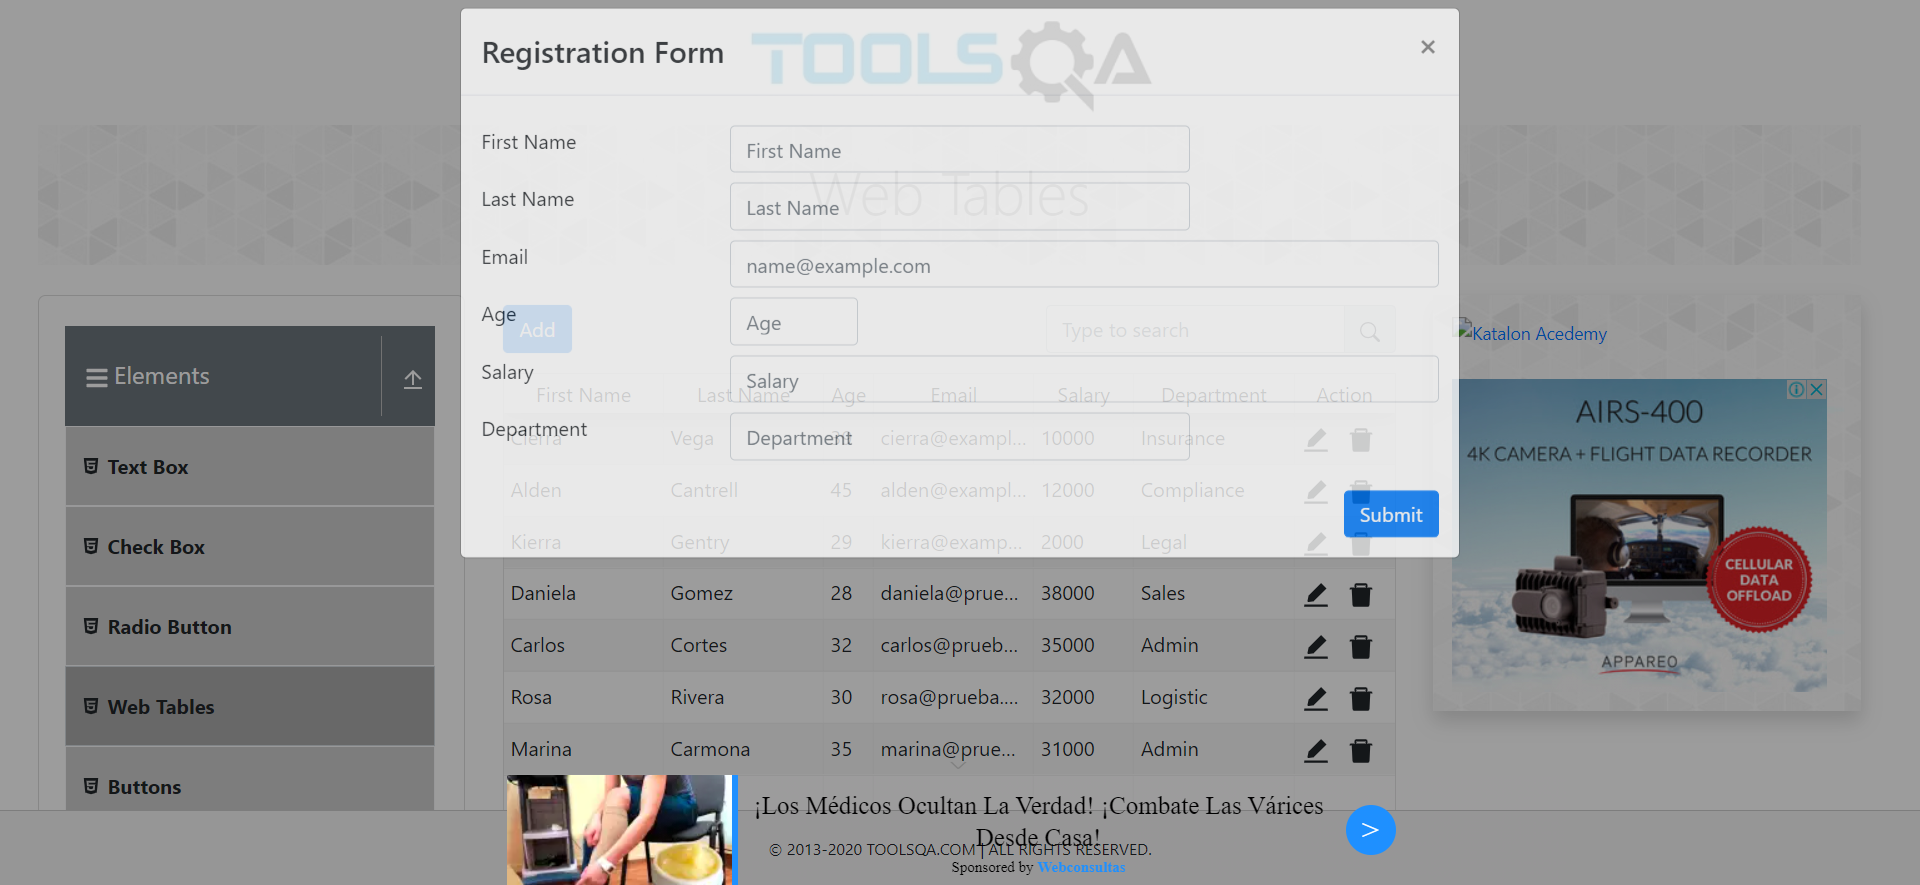 TOOLSQA
Registration Form
×
Web Tables
First Name
First Name
Last Name
Last Name
Email
name@example.com
Age
Age
Salary
Salary
Department
Department
Submit
Add
Type to search
Elements
Text Box
Check Box
Radio Button
Web Tables
Buttons
First Name Last Name Age Email Salary Department Action
Cierra Vega cierra@exampl... 10000 Insurance
Alden Cantrell 45 alden@exampl... 12000 Compliance
Kierra Gentry 29 kierra@examp... 2000 Legal
Daniela Gomez 28 daniela@prue... 38000 Sales
Carlos Cortes 32 carlos@prueb... 35000 Admin
Rosa Rivera 30 rosa@prueba.... 32000 Logistic
Marina Carmona 35 marina@prue... 31000 Admin
Katalon Acedemy
AIRS-400
4K CAMERA + FLIGHT DATA RECORDER
CELLULAR
DATA
OFFLOAD
APPAREO
¡Los Médicos Ocultan La Verdad! ¡Combate Las Várices
Desde Casa!
>
© 2013-2020 TOOLSQA.COM | ALL RIGHTS RESERVED.
Sponsored by Webconsultas